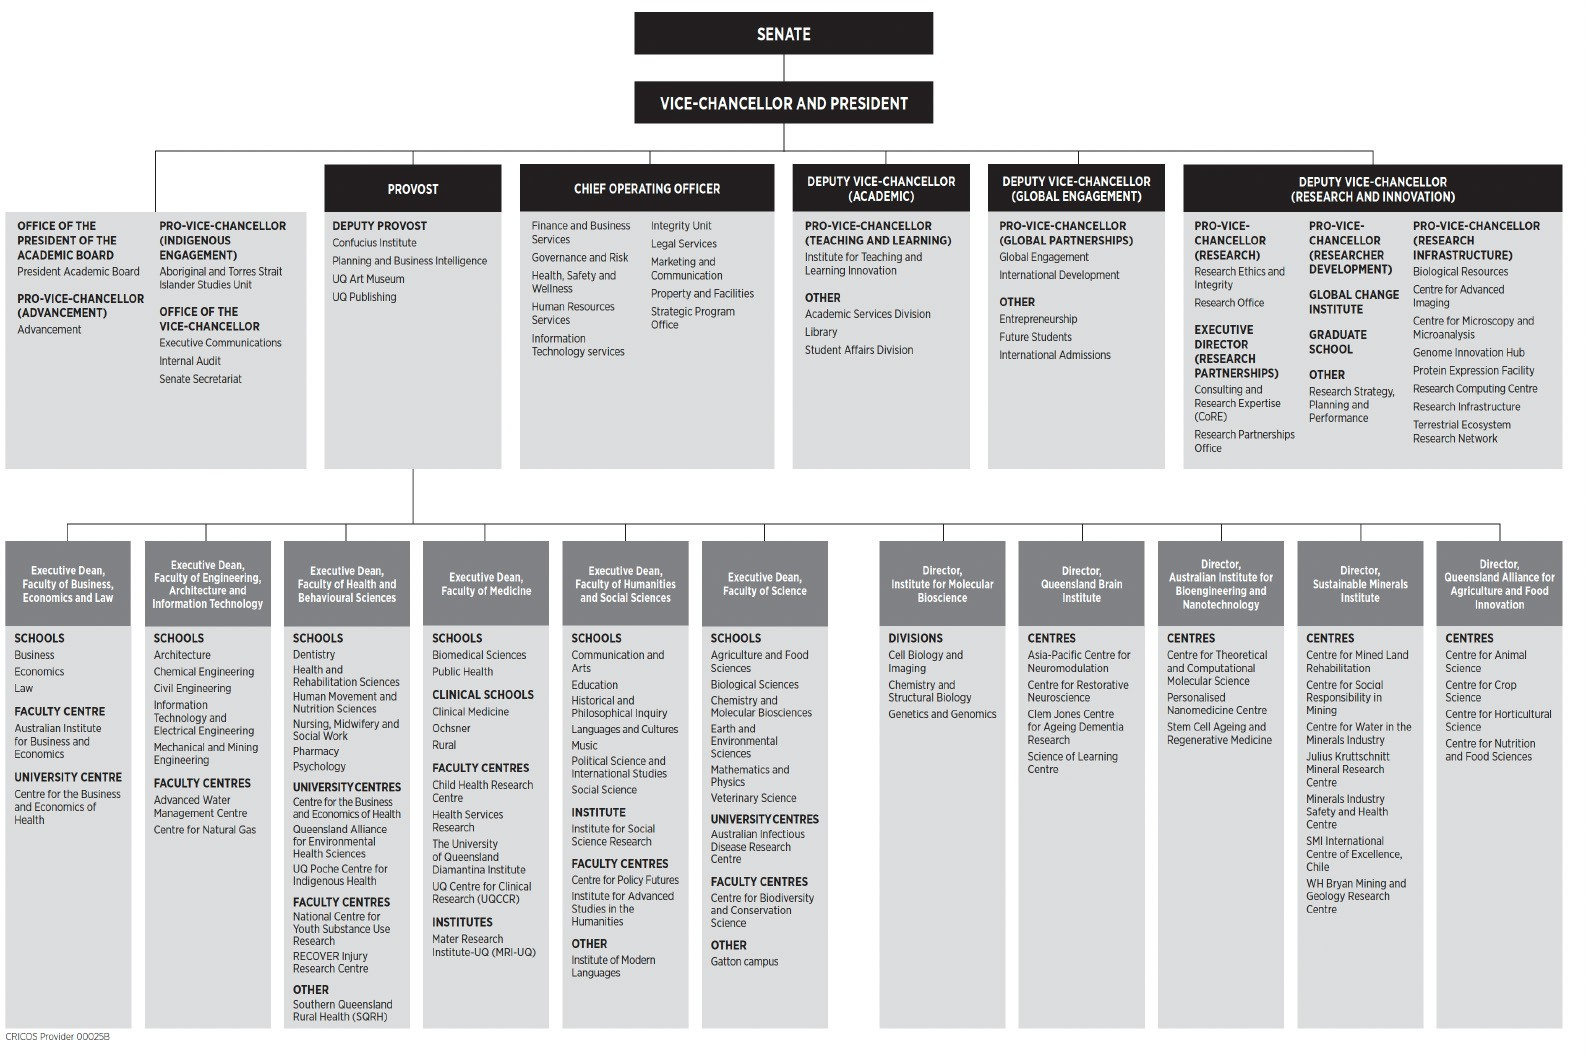 SENATE
VICE-CHANCELLOR AND PRESIDENT
OFFICE OF THE
PRESIDENT OF THE
ACADEMIC BOARD
President Academic Board
PRO-VICE-CHANCELLOR
(ADVANCEMENT)
Advancement
PRO-VICE-CHANCELLOR
(INDIGENOUS
ENGAGEMENT)
Aboriginal and Torres Strait
Islander Studies Unit
OFFICE OF THE
VICE-CHANCELLOR
Executive Communications
Internal Audit
Senate Secretariat
PROVOST
DEPUTY PROVOST
Confucius Institute
Planning and Business Intelligence
UQ Art Museum
UQ Publishing
CHIEF OPERATING OFFICER
Finance and Business
Services
Governance and Risk
Health, Safety and
Wellness
Human Resources
Services
Information
Technology services
Integrity Unit
Legal Services
Marketing and
Communication
Property and Facilities
Strategic Program
Office
DEPUTY VICE-CHANCELLOR
(ACADEMIC)
PRO-VICE-CHANCELLOR
(TEACHING AND LEARNING)
Institute for Teaching and
Learning Innovation
OTHER
Academic Services Division
Library
Student Affairs Division
DEPUTY VICE-CHANCELLOR
(GLOBAL ENGAGEMENT)
PRO-VICE-CHANCELLOR
(GLOBAL PARTNERSHIPS)
Global Engagement
International Development
OTHER
Entrepreneurship
Future Students
International Admissions
DEPUTY VICE-CHANCELLOR
(RESEARCH AND INNOVATION)
PRO-VICE-
CHANCELLOR
(RESEARCH)
Research Ethics and
Integrity
Research Office
EXECUTIVE
DIRECTOR
(RESEARCH
PARTNERSHIPS)
Consulting and
Research Expertise
(CoRE)
Research Partnerships
Office
PRO-VICE-
CHANCELLOR
(RESEARCHER
DEVELOPMENT)
GLOBAL CHANGE
INSTITUTE
GRADUATE
SCHOOL
OTHER
Research Strategy,
Planning and
Performance
PRO-VICE-CHANCELLOR
(RESEARCH
INFRASTRUCTURE)
Biological Resources
Centre for Advanced
Imaging
Centre for Microscopy and
Microanalysis
Genome Innovation Hub
Protein Expression Facility
Research Computing Centre
Research Infrastructure
Terrestrial Ecosystem
Research Network
Executive Dean,
Faculty of Business,
Economics and Law
SCHOOLS
Business
Economics
Law
FACULTY CENTRE
Australian Institute
for Business and
Economics
UNIVERSITY CENTRE
Centre for the Business
and Economics of
Health
Executive Dean,
Faculty of Engineering,
Architecture and
Information Technology
SCHOOLS
Architecture
Chemical Engineering
Civil Engineering
Information
Technology and
Electrical Engineering
Mechanical and Mining
Engineering
FACULTY CENTRES
Advanced Water
Management Centre
Centre for Natural Gas
Executive Dean,
Faculty of Health and
Behavioural Sciences
SCHOOLS
Dentistry
Health and
Rehabilitation Sciences
Human Movement and
Nutrition Sciences
Nursing, Midwifery and
Social Work
Pharmacy
Psychology
UNIVERSITY CENTRES
Centre for the Business
and Economics of Health
Queensland Alliance
for Environmental
Health Sciences
UQ Poche Centre for
Indigenous Health
FACULTY CENTRES
National Centre for
Youth Substance Use
Research
RECOVER Injury
Research Centre
OTHER
Southern Queensland
Rural Health (SQRH)
Executive Dean,
Faculty of Medicine
SCHOOLS
Biomedical Sciences
Public Health
CLINICAL SCHOOLS
Clinical Medicine
Ochsner
Rural
FACULTY CENTRES
Child Health Research
Centre
Health Services
Research
The University
of Queensland
Diamantina Institute
UQ Centre for Clinical
Research (UQCCR)
INSTITUTES
Mater Research
Institute-UQ (MRI-UQ)
Executive Dean,
Faculty of Humanities
and Social Sciences
SCHOOLS
Communication and
Arts
Education
Historical and
Philosophical Inquiry
Languages and Cultures
Music
Political Science and
International Studies
Social Science
INSTITUTE
Institute for Social
Science Research
FACULTY CENTRES
Centre for Policy Futures
Institute for Advanced
Studies in the
Humanities
OTHER
Institute of Modern
Languages
Executive Dean,
Faculty of Science
SCHOOLS
Agriculture and Food
Sciences
Biological Sciences
Chemistry and
Molecular Biosciences
Earth and
Environmental
Sciences
Mathematics and
Physics
Veterinary Science
UNIVERSITY CENTRES
Australian Infectious
Disease Research
Centre
FACULTY CENTRES
Centre for Biodiversity
and Conservation
Science
OTHER
Gatton campus
Director,
Institute for Molecular
Bioscience
DIVISIONS
Cell Biology and
Imaging
Chemistry and
Structural Biology
Genetics and Genomics
Director,
Queensland Brain
Institute
CENTRES
Asia-Pacific Centre for
Neuromodulation
Centre for Restorative
Neuroscience
Clem Jones Centre
for Ageing Dementia
Research
Science of Learning
Centre
Director,
Australian Institute for
Bioengineering and
Nanotechnology
CENTRES
Centre for Theoretical
and Computational
Molecular Science
Personalised
Nanomedicine Centre
Stem Cell Ageing and
Regenerative Medicine
Director,
Sustainable Minerals
Institute
CENTRES
Centre for Mined Land
Rehabilitation
Centre for Social
Responsibility in
Mining
Centre for Water in the
Minerals Industry
Julius Kruttschnitt
Mineral Research
Centre
Minerals Industry
Safety and Health
Centre
SMI International
Centre of Excellence,
Chile
WH Bryan Mining and
Geology Research
Centre
Director,
Queensland Alliance for
Agriculture and Food
Innovation
CENTRES
Centre for Animal
Science
Centre for Crop
Science
Centre for Horticultural
Science
Centre for Nutrition
and Food Sciences
CRICOS Provider 00025B